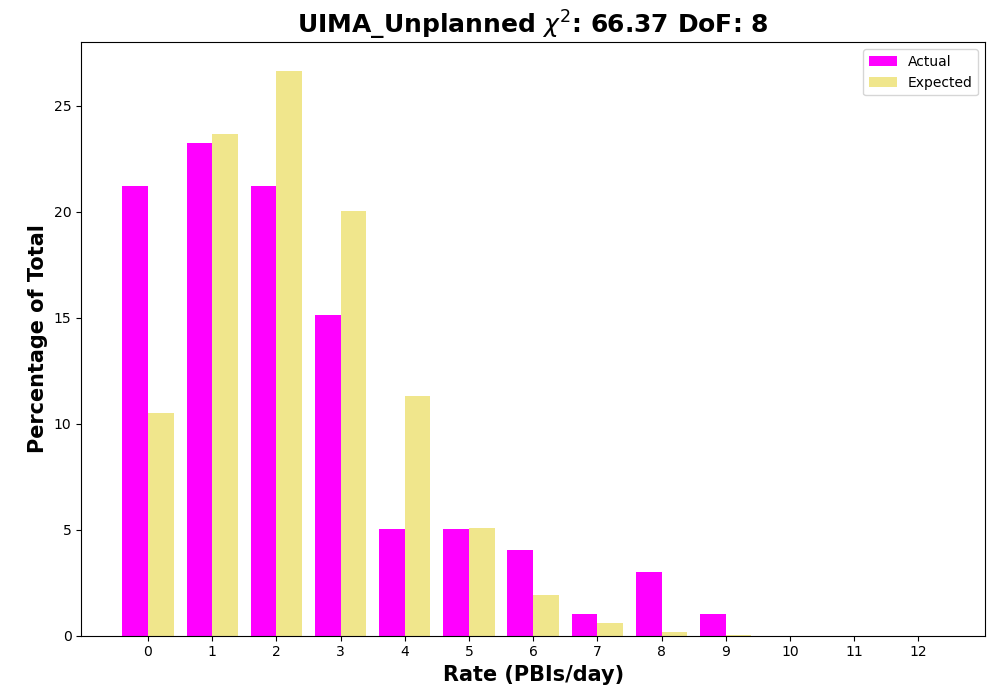 UIMA_Unplanned χ²: 66.37 DoF: 8
Actual
Expected
25
20
15
10
5
0
Percentage of Total
0 1 2 3 4 5 6 7 8 9 10 11 12
Rate (PBIs/day)